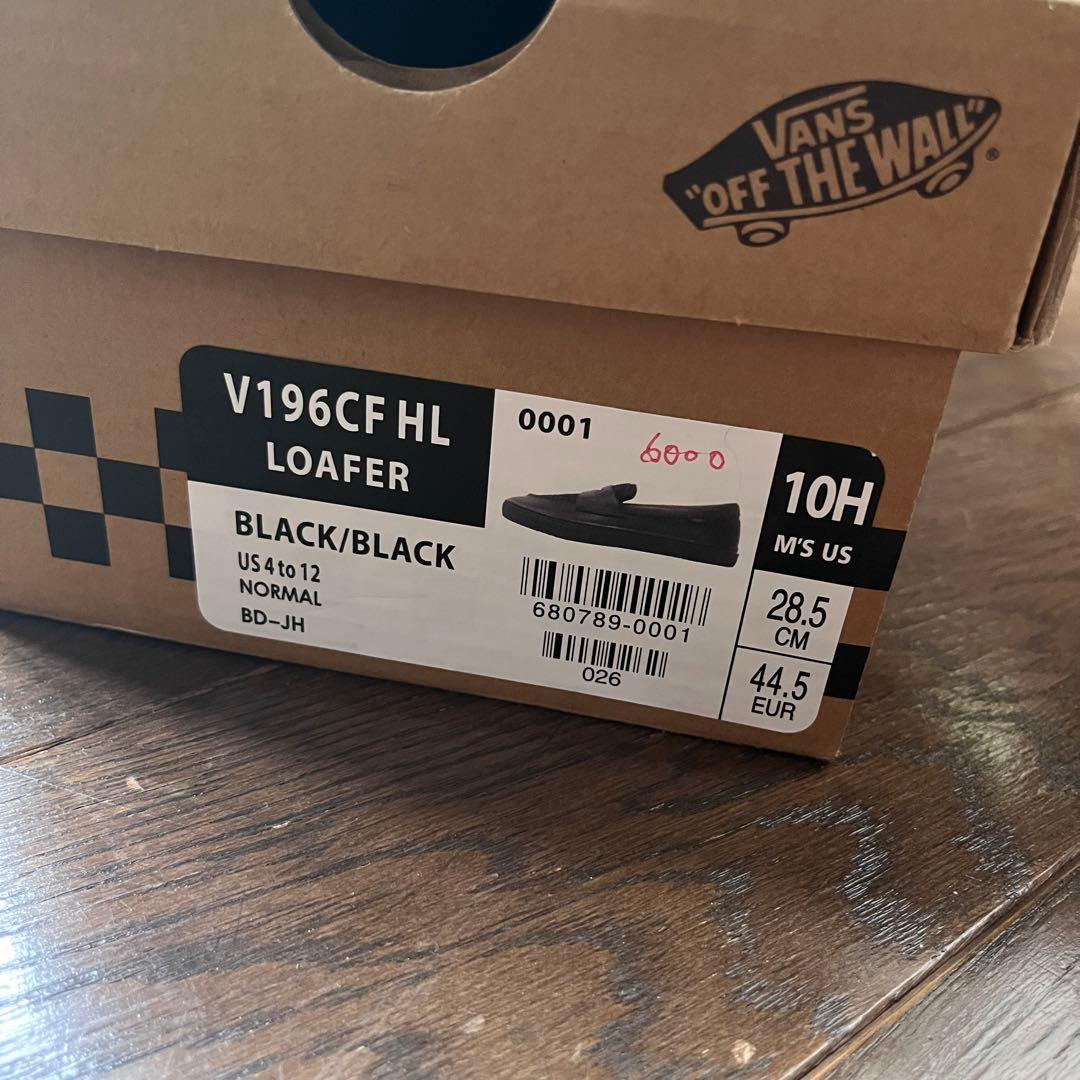 VANS
"OFF THE WALL"
®
V196CF HL
LOAFER
BLACK/BLACK
US 4 to 12
NORMAL
BD-JH
0001
6000
680789-0001
026
10H
M'S US
28.5
CM
44.5
EUR